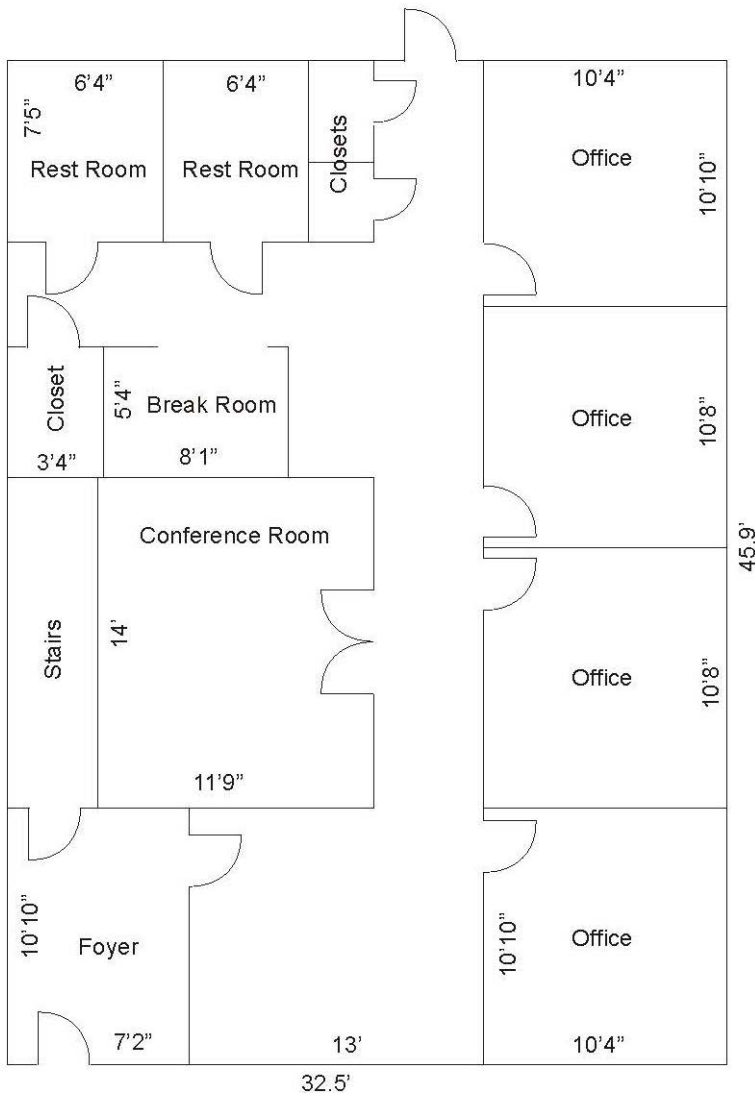 6’4”
6’4”
10’4”
7’5”
Rest Room
Rest Room
Closets
Office
10’10”
Closet
5’4”
Break Room
Office
10’8”
3’4”
8’1”
Conference Room
45.9’
Stairs
14’
Office
10’8”
11’9”
10’10”
Foyer
10’10”
Office
7’2”
13’
10’4”
32.5’